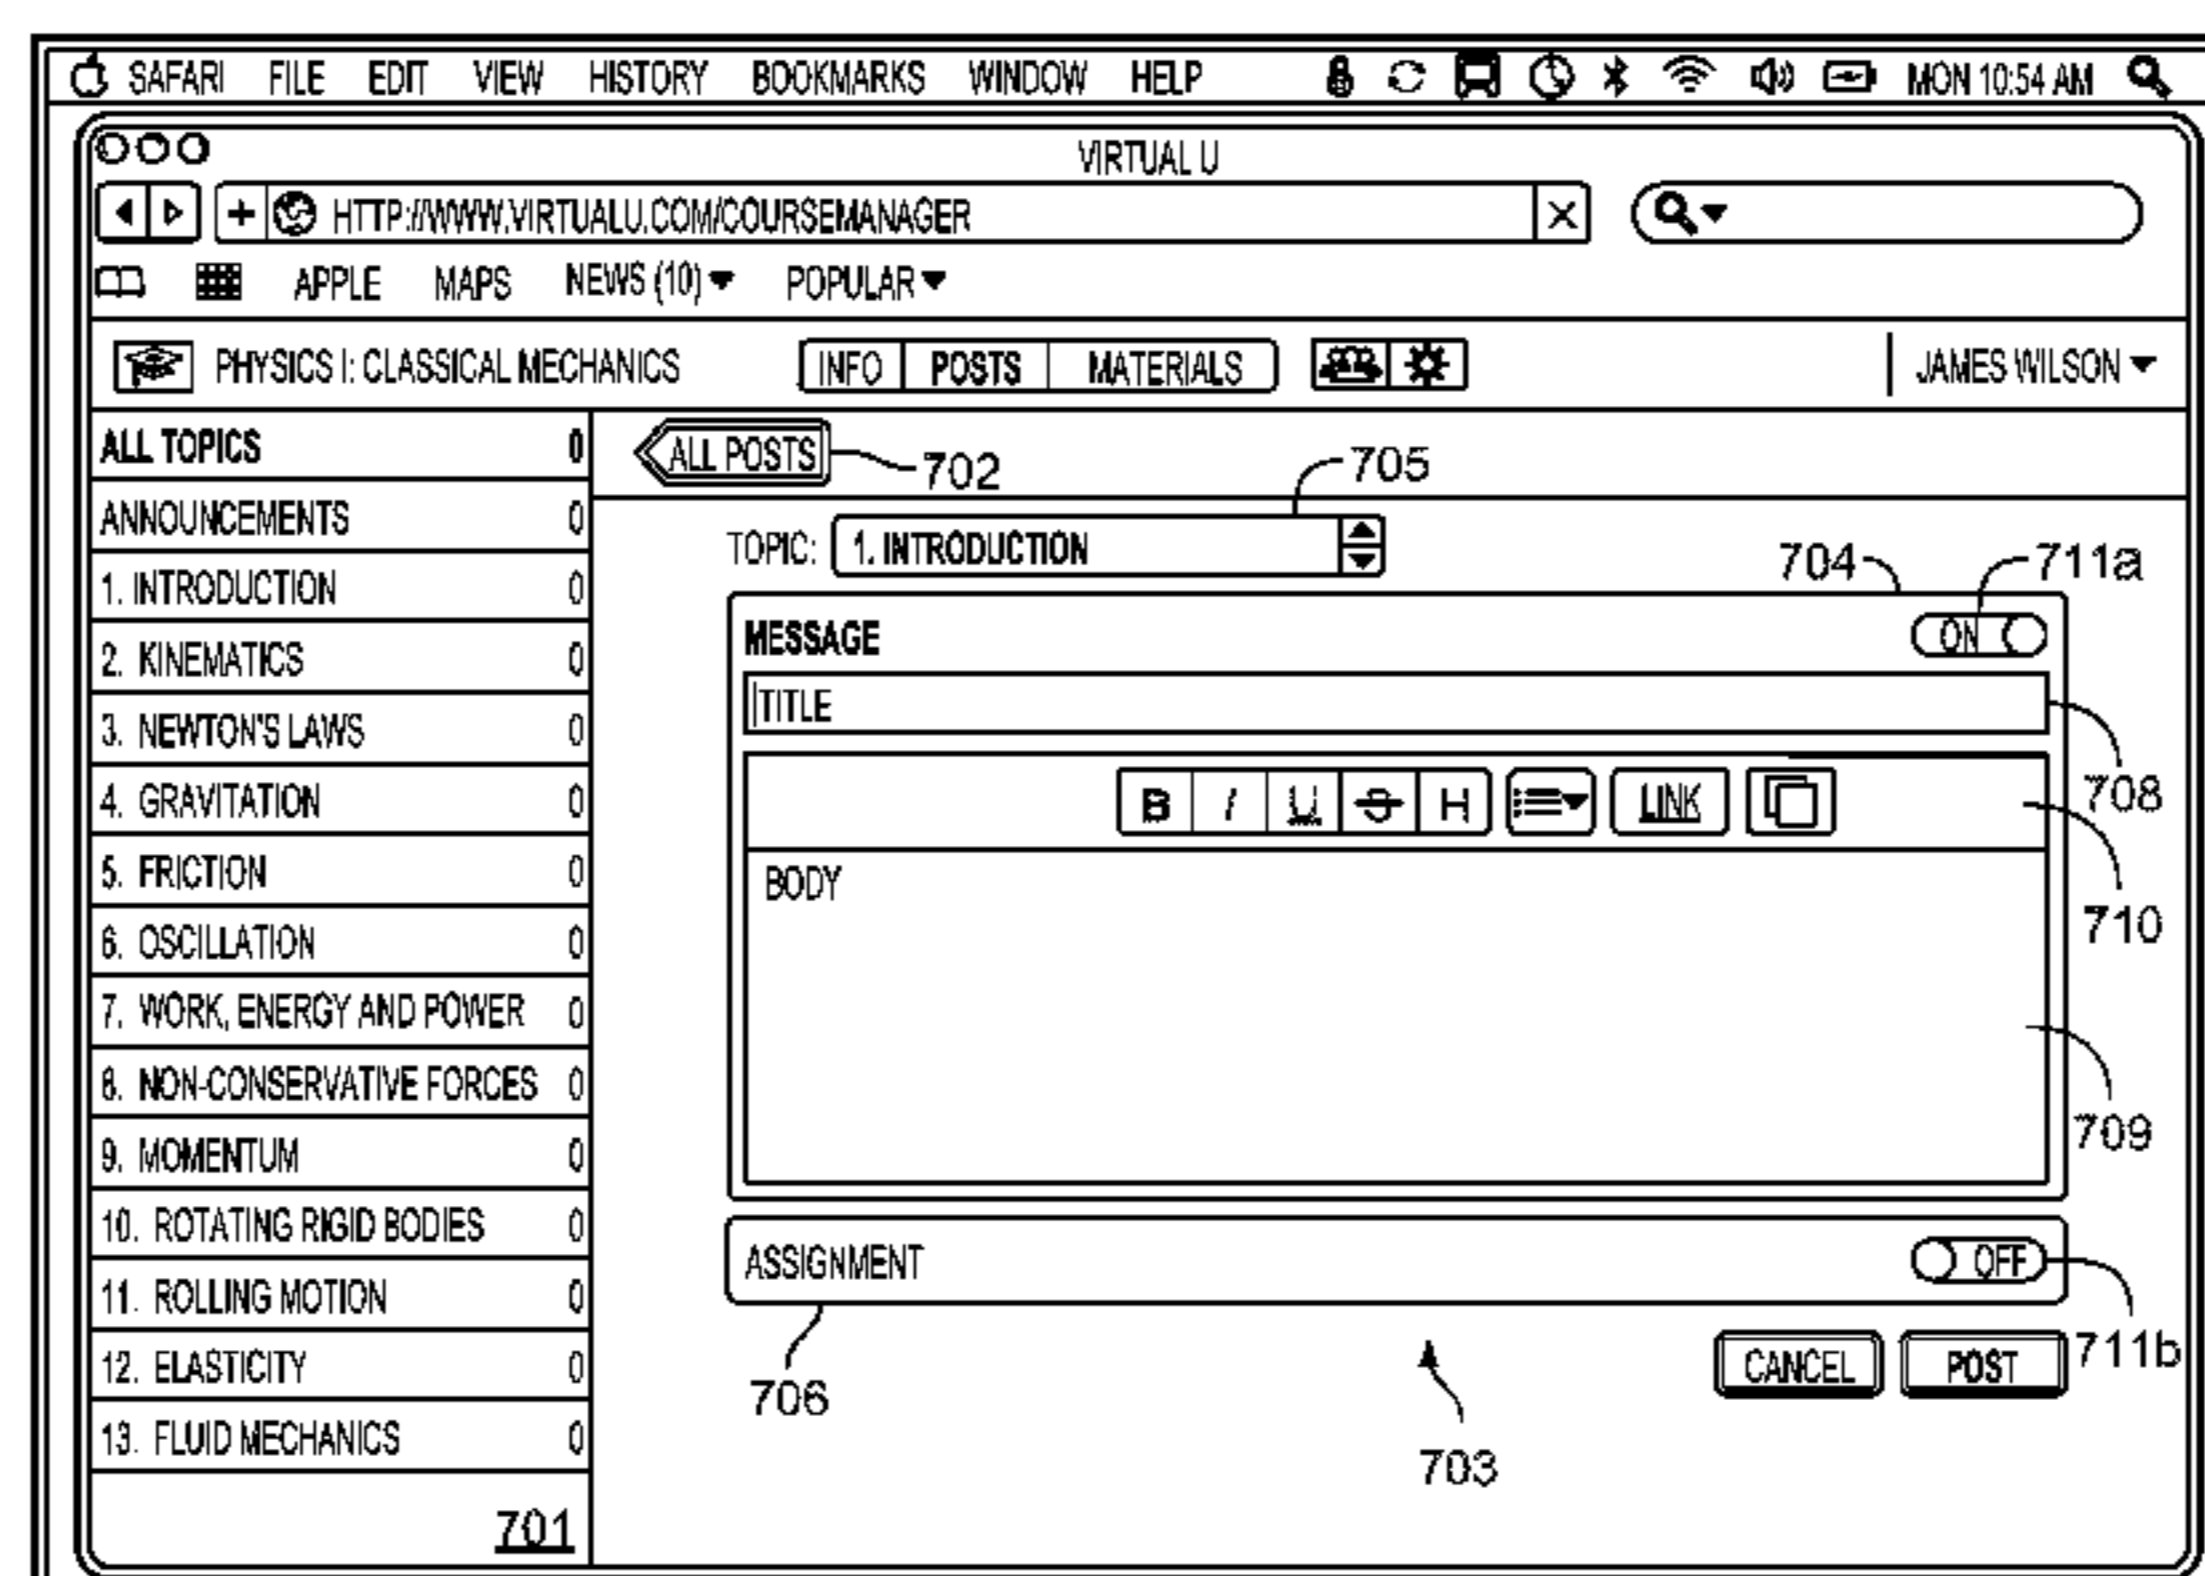 SAFARI FILE EDIT VIEW HISTORY BOOKMARKS WINDOW HELP MON 10:54 AM
VIRTUAL U
+ HTTP://WWW.VIRTUALU.COM/COURSEMANAGER X
APPLE MAPS NEWS (10) POPULAR
PHYSICS I: CLASSICAL MECHANICS INFO POSTS MATERIALS JAMES WILSON
ALL TOPICS 0
ANNOUNCEMENTS 0
1. INTRODUCTION 0
2. KINEMATICS 0
3. NEWTON'S LAWS 0
4. GRAVITATION 0
5. FRICTION 0
6. OSCILLATION 0
7. WORK, ENERGY AND POWER 0
8. NON-CONSERVATIVE FORCES 0
9. MOMENTUM 0
10. ROTATING RIGID BODIES 0
11. ROLLING MOTION 0
12. ELASTICITY 0
13. FLUID MECHANICS 0
701
ALL POSTS 702
705
TOPIC: 1. INTRODUCTION
704 711a
MESSAGE ON
TITLE
708
B I U S H LINK
BODY
710
709
ASSIGNMENT OFF
706
711b
CANCEL POST
703